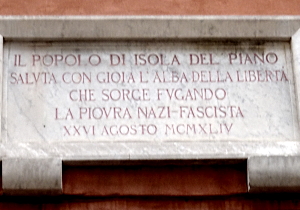 IL POPOLO DI ISOLA DEL PIANO
SALUTA CON GIOIA L'ALBA DELLA LIBERTÀ
CHE SORGE FVGANDO
LA PIOVRA NAZI-FASCISTA
XXVI AGOSTO MCMXLIV